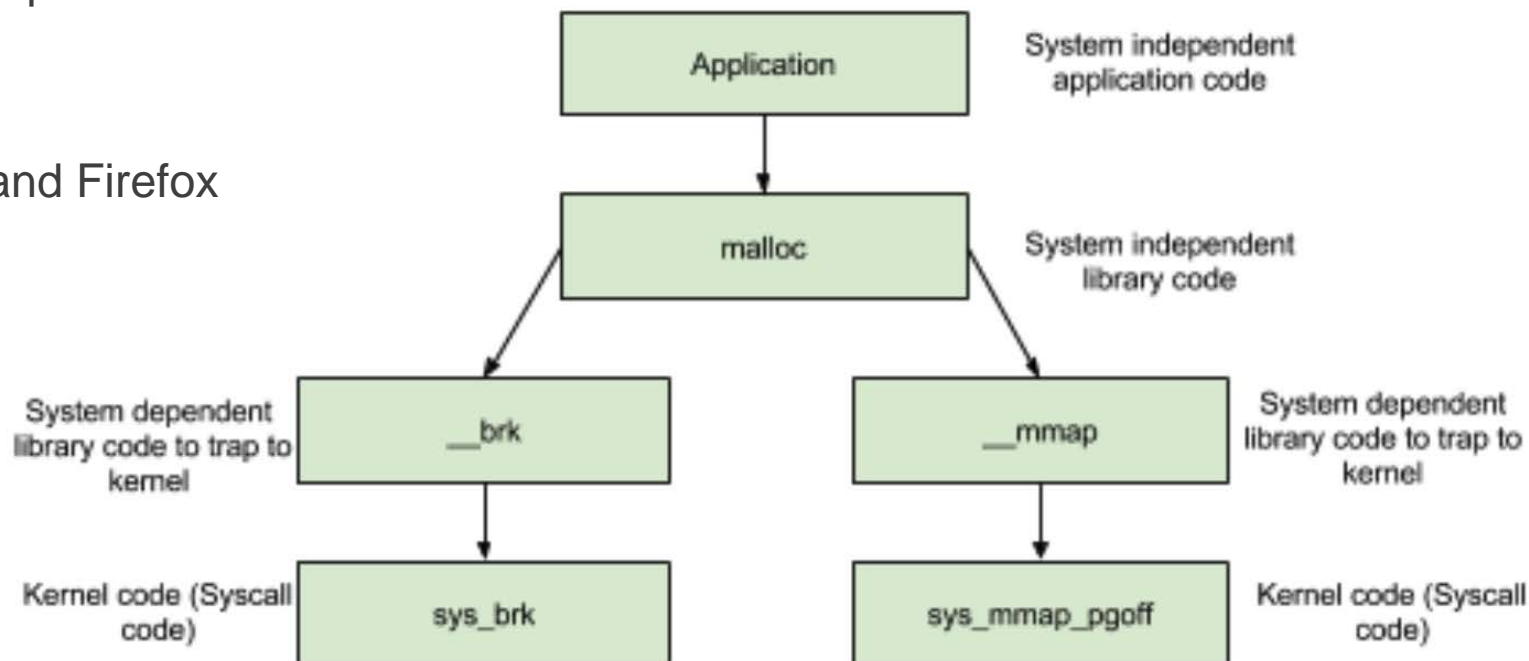 Application
System independent
application code
and Firefox
malloc
System independent
library code
System dependent
library code to trap to
kernel
__brk
__mmap
System dependent
library code to trap to
kernel
Kernel code (Syscall
code)
sys_brk
sys_mmap_pgoff
Kernel code (Syscall
code)